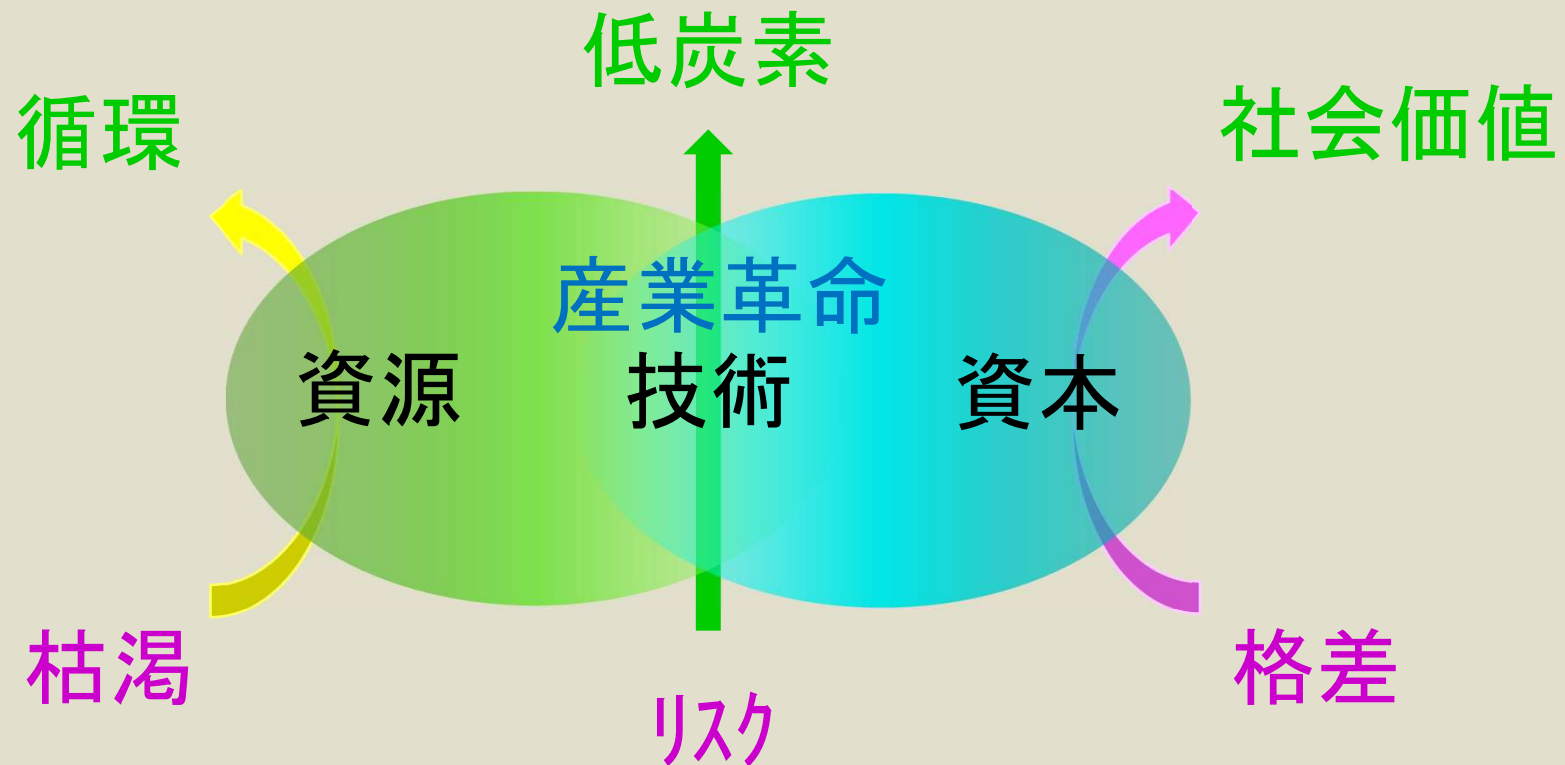 低炭素
循環
社会価値
産業革命
資源 技術 資本
枯渇
格差
ﾘｽｸ